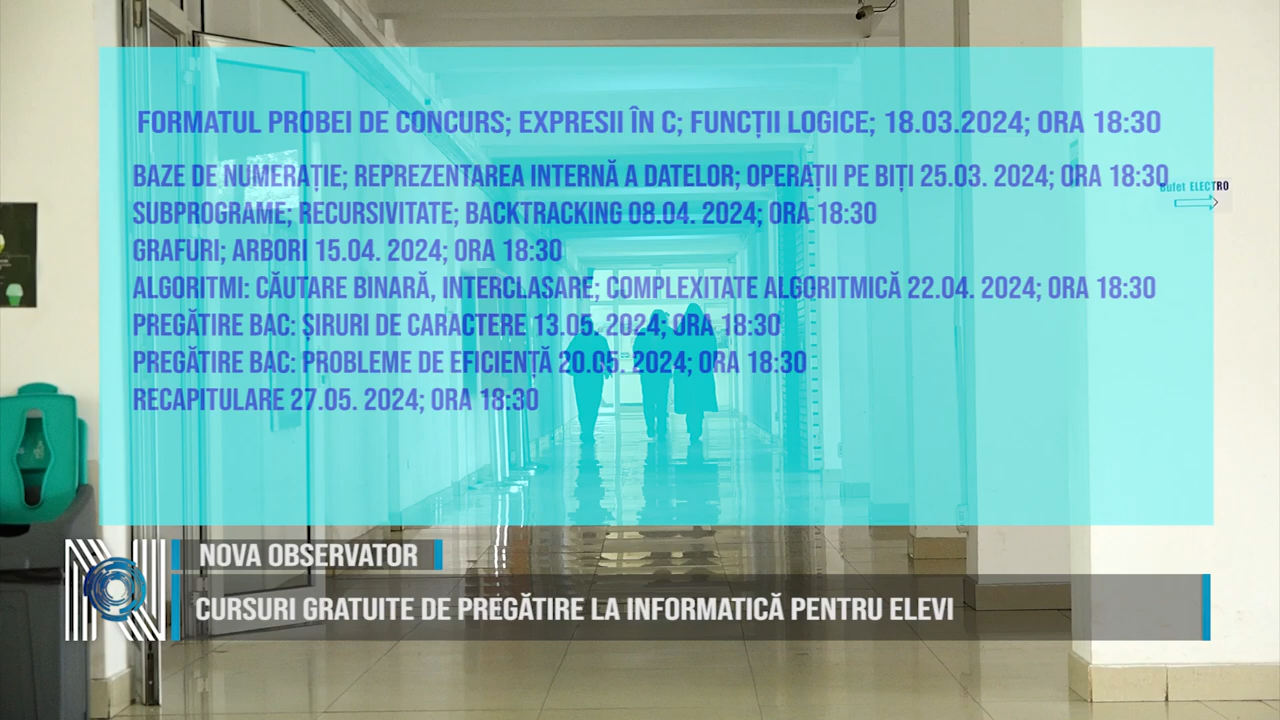 FORMATUL PROBEI DE CONCURS; EXPRESII ÎN C; FUNCȚII LOGICE; 18.03.2024; ORA 18:30
BAZE DE NUMERAȚIE; REPREZENTAREA INTERNĂ A DATELOR; OPERAȚII PE BIȚI 25.03. 2024; ORA 18:30
Bufet ELECTRO
SUBPROGRAME; RECURSIVITATE; BACKTRACKING 08.04. 2024; ORA 18:30
GRAFURI; ARBORI 15.04. 2024; ORA 18:30
ALGORITMI: CĂUTARE BINARĂ, INTERCLASARE; COMPLEXITATE ALGORITMICĂ 22.04. 2024; ORA 18:30
PREGĂTIRE BAC: ȘIRURI DE CARACTERE 13.05. 2024; ORA 18:30
PREGĂTIRE BAC: PROBLEME DE EFICIENȚĂ 20.05. 2024; ORA 18:30
RECAPITULARE 27.05. 2024; ORA 18:30
NOVA OBSERVATOR
CURSURI GRATUITE DE PREGĂTIRE LA INFORMATICĂ PENTRU ELEVI